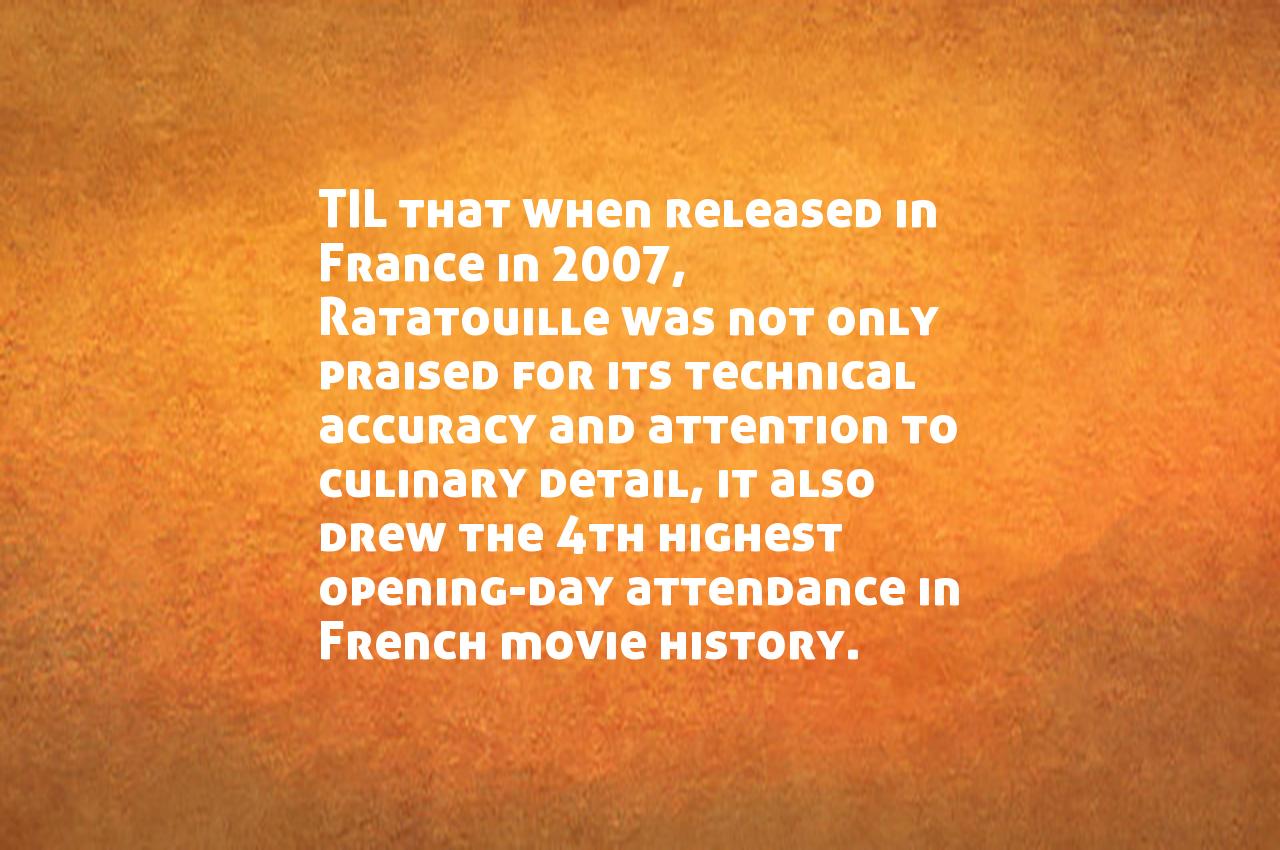 TIL that when released in
France in 2007,
Ratatouille was not only
praised for its technical
accuracy and attention to
culinary detail, it also
drew the 4th highest
opening-day attendance in
French movie history.